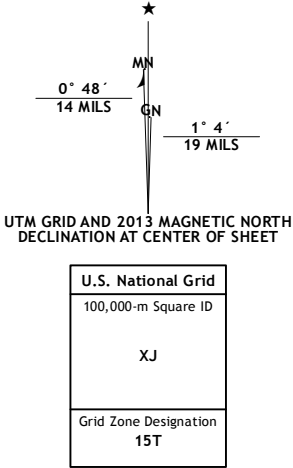 ★
MN
0° 48´
14 MILS
GN
1° 4´
19 MILS
UTM GRID AND 2013 MAGNETIC NORTH
DECLINATION AT CENTER OF SHEET
U.S. National Grid
100,000-m Square ID
XJ
Grid Zone Designation
15T